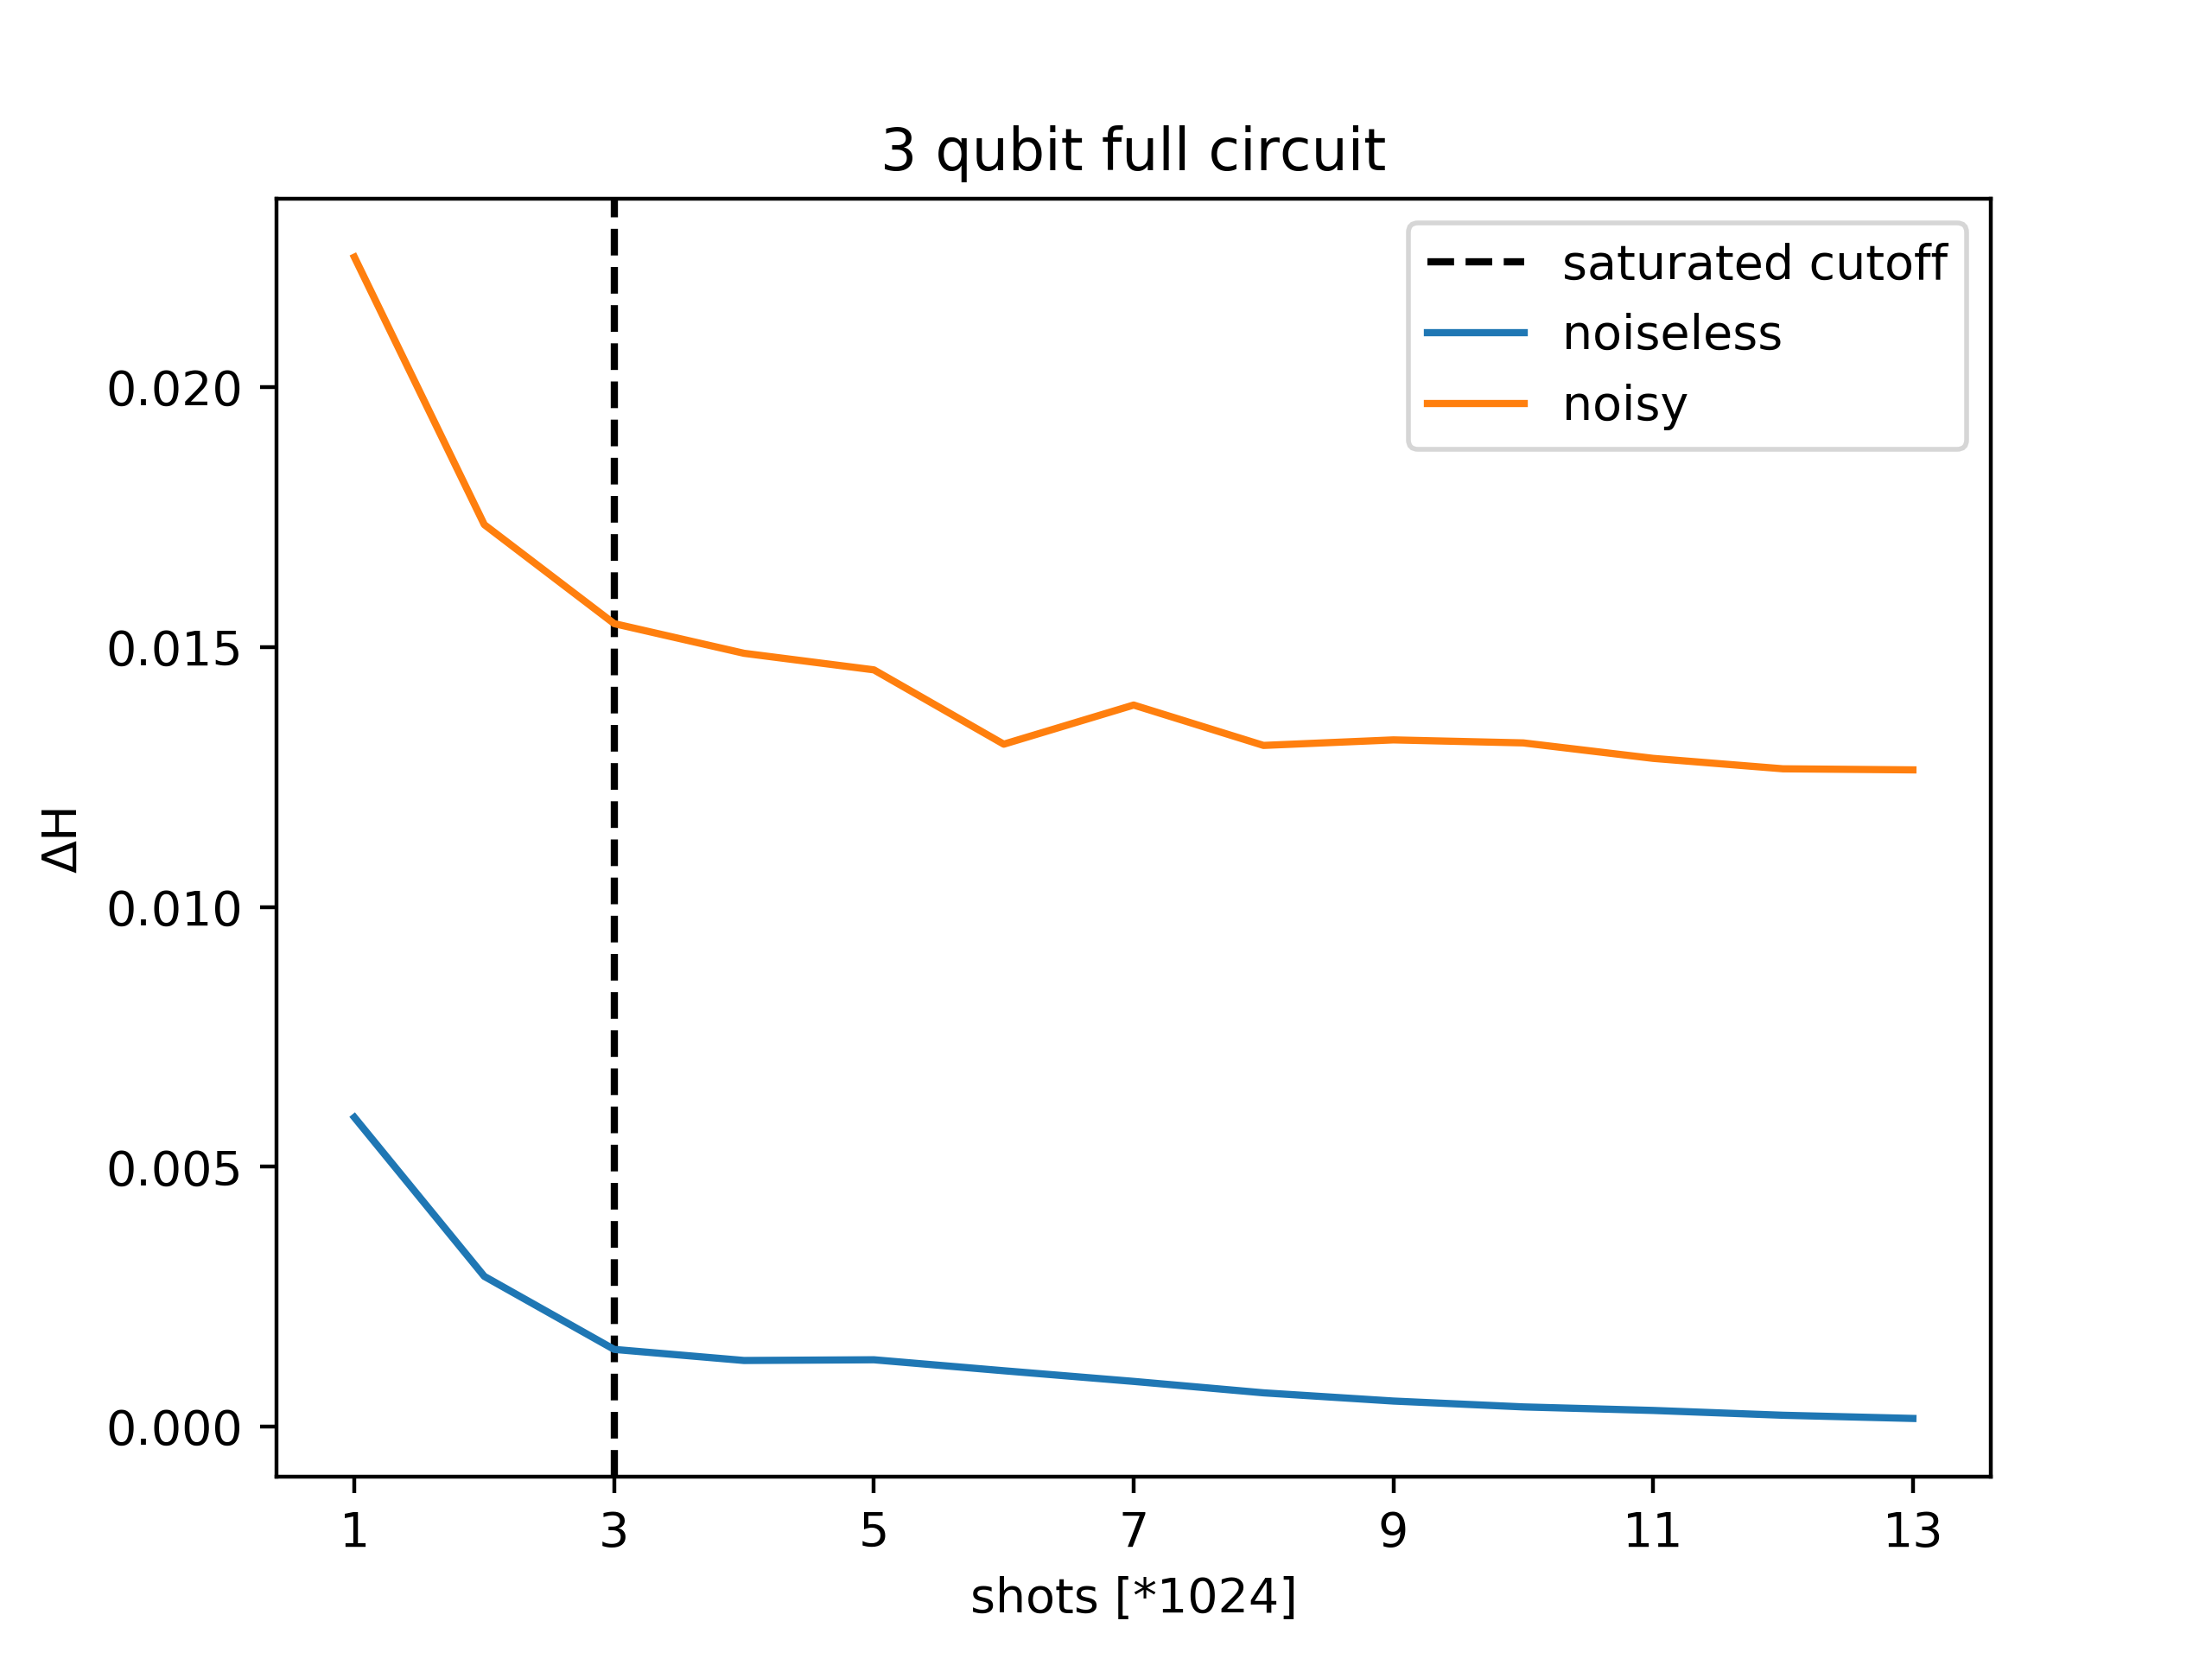 3 qubit full circuit
saturated cutoff
noiseless
noisy
0.020
0.015
0.010
0.005
0.000
ΔH
1 3 5 7 9 11 13
shots [*1024]